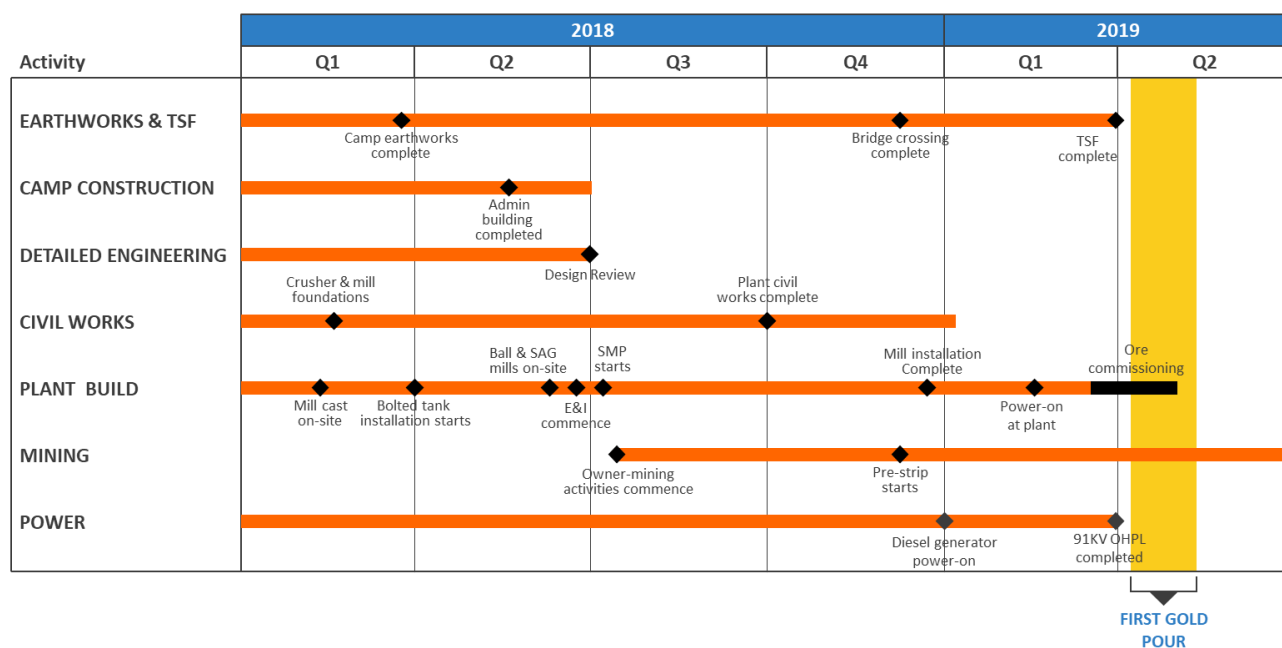 2018
2019
Activity
Q1
Q2
Q3
Q4
Q1
Q2
EARTHWORKS & TSF
Camp earthworks
complete
Bridge crossing
complete
TSF
complete
CAMP CONSTRUCTION
Admin
building
completed
DETAILED ENGINEERING
Design Review
Crusher & mill
foundations
Plant civil
works complete
CIVIL WORKS
Ball & SAG
mills on-site
SMP
starts
Mill installation
Complete
Ore
commissioning
PLANT BUILD
Mill cast
on-site
Bolted tank
installation starts
E&I
commence
Power-on
at plant
MINING
Owner-mining
activities commence
Pre-strip
starts
POWER
Diesel generator
power-on
91KV OHPL
completed
FIRST GOLD
POUR